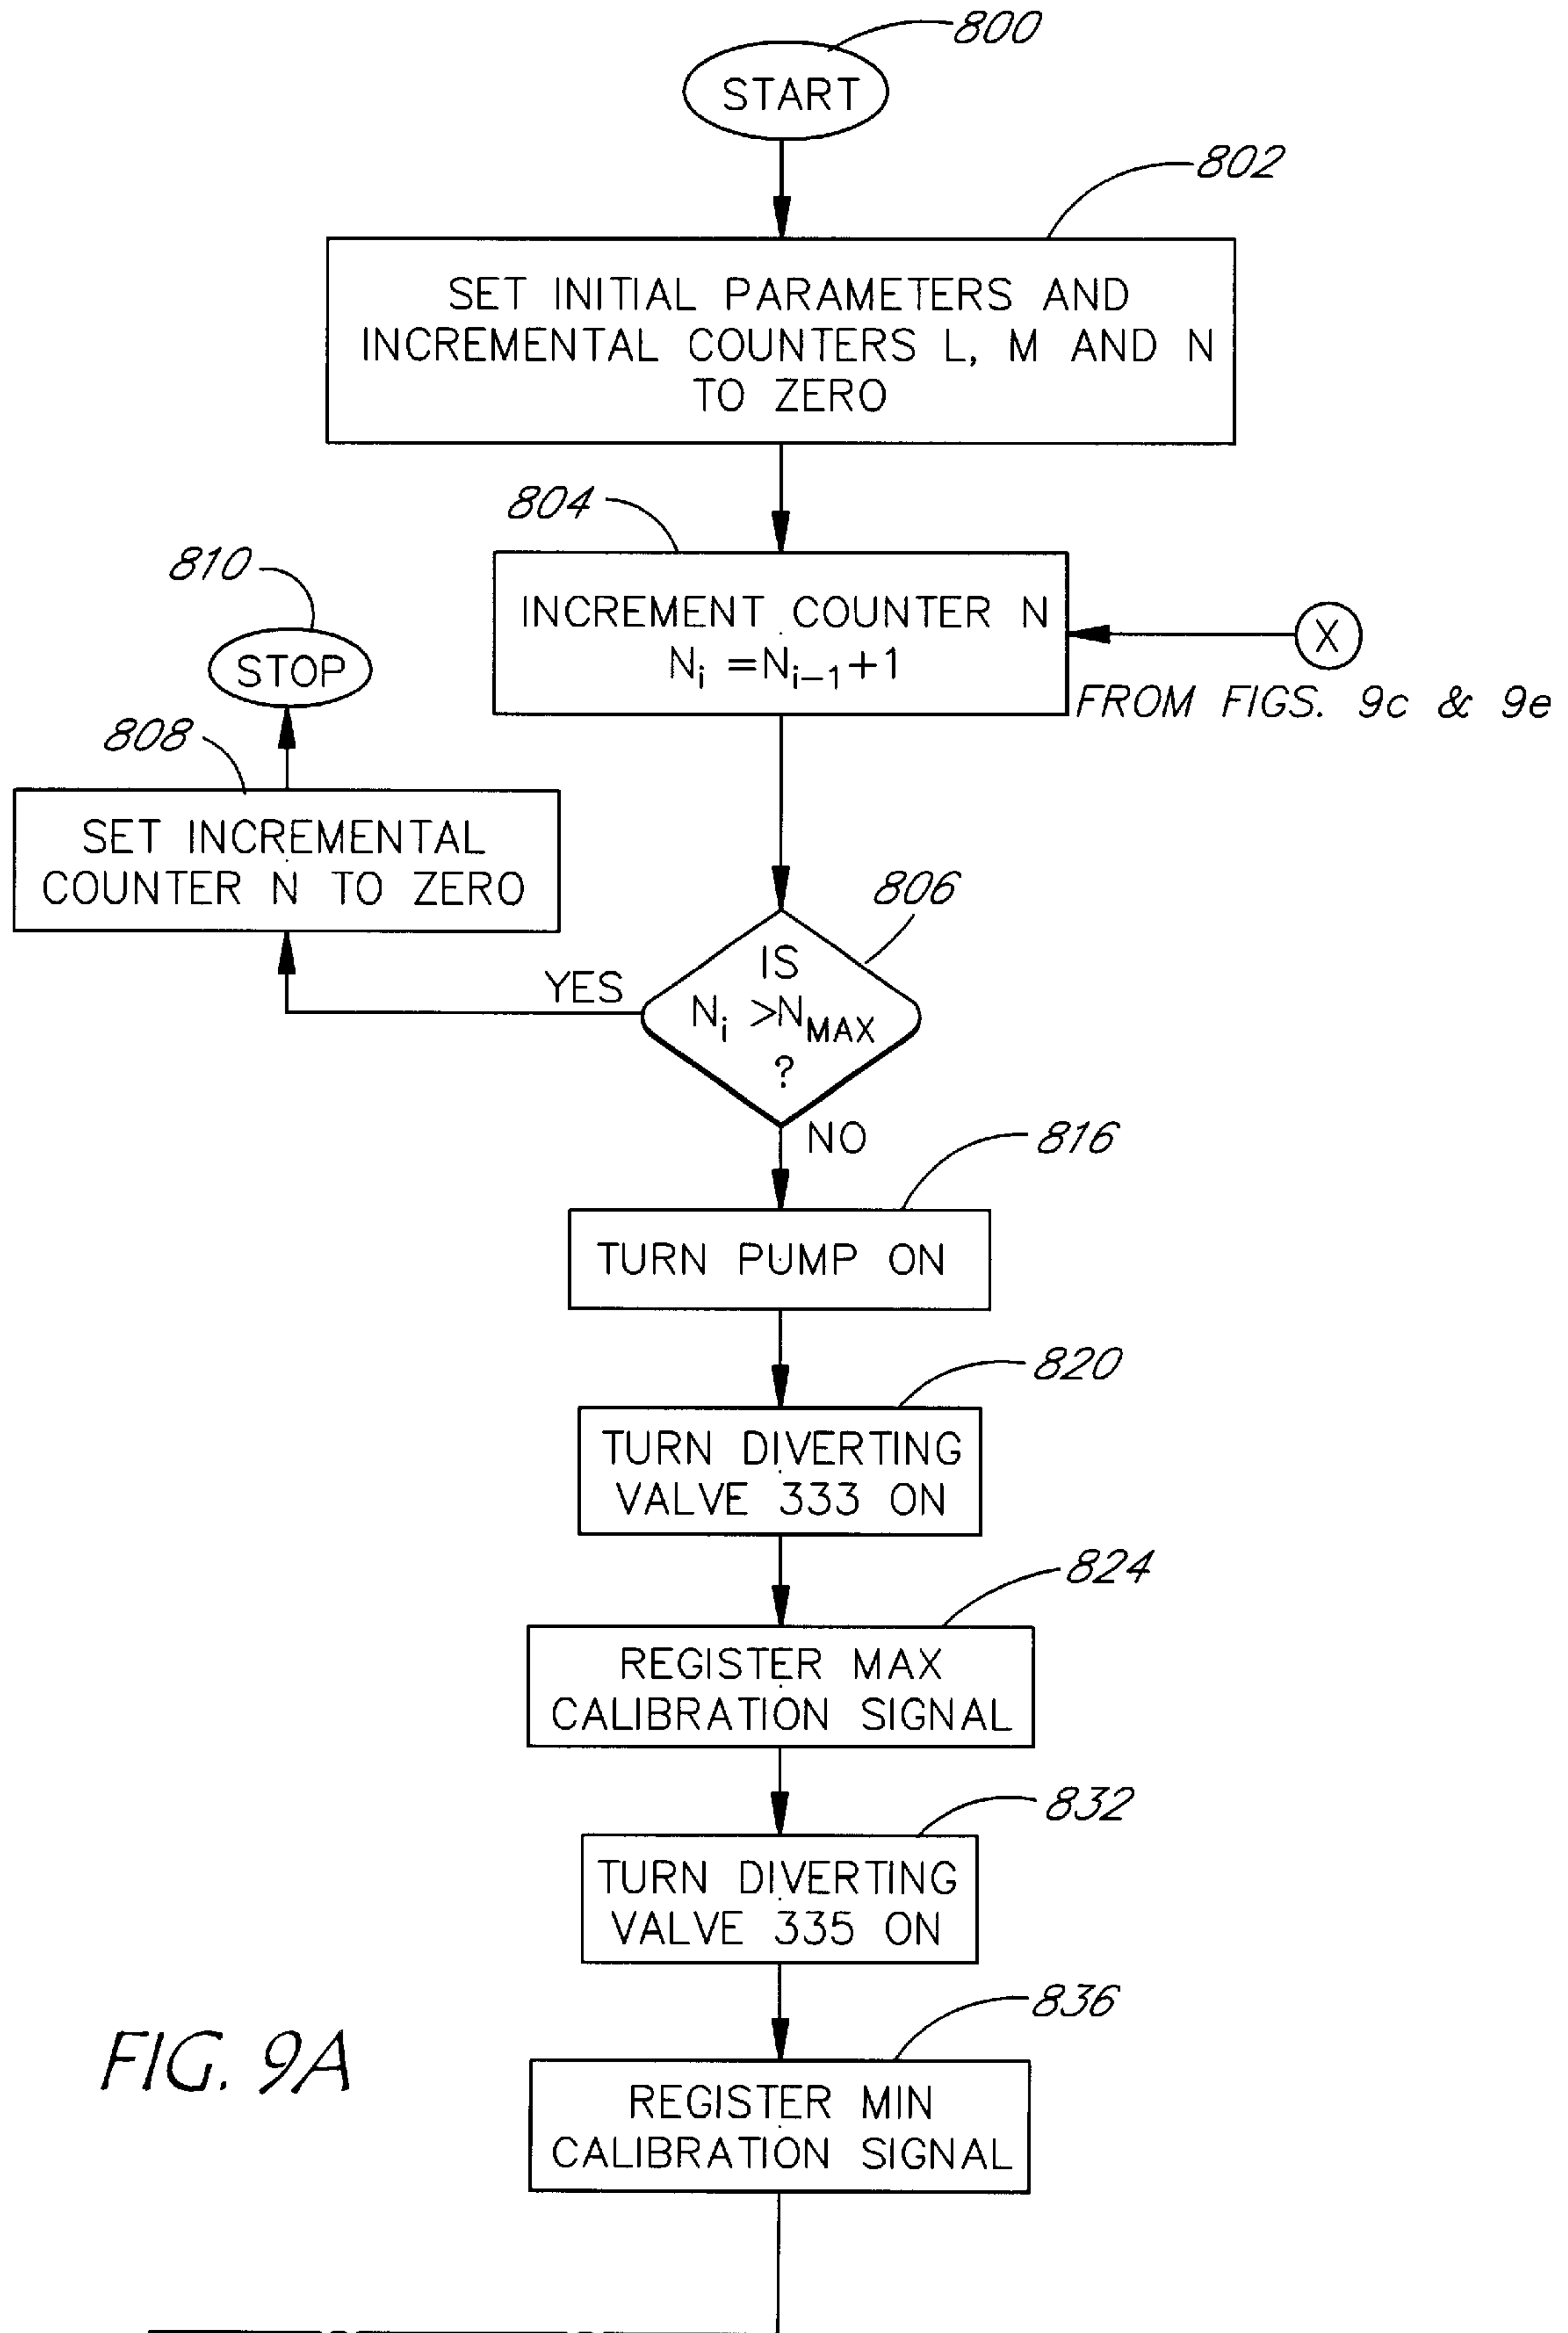 800
START
802
SET INITIAL PARAMETERS AND
INCREMENTAL COUNTERS L, M AND N
TO ZERO
804
INCREMENT COUNTER N
Nᵢ =Nᵢ₋₁+1
X
FROM FIGS. 9c & 9e
810
STOP
808
SET INCREMENTAL
COUNTER N TO ZERO
806
IS
Nᵢ >N_MAX
?
YES
NO
816
TURN PUMP ON
820
TURN DIVERTING
VALVE 333 ON
824
REGISTER MAX
CALIBRATION SIGNAL
832
TURN DIVERTING
VALVE 335 ON
836
REGISTER MIN
CALIBRATION SIGNAL
FIG. 9A